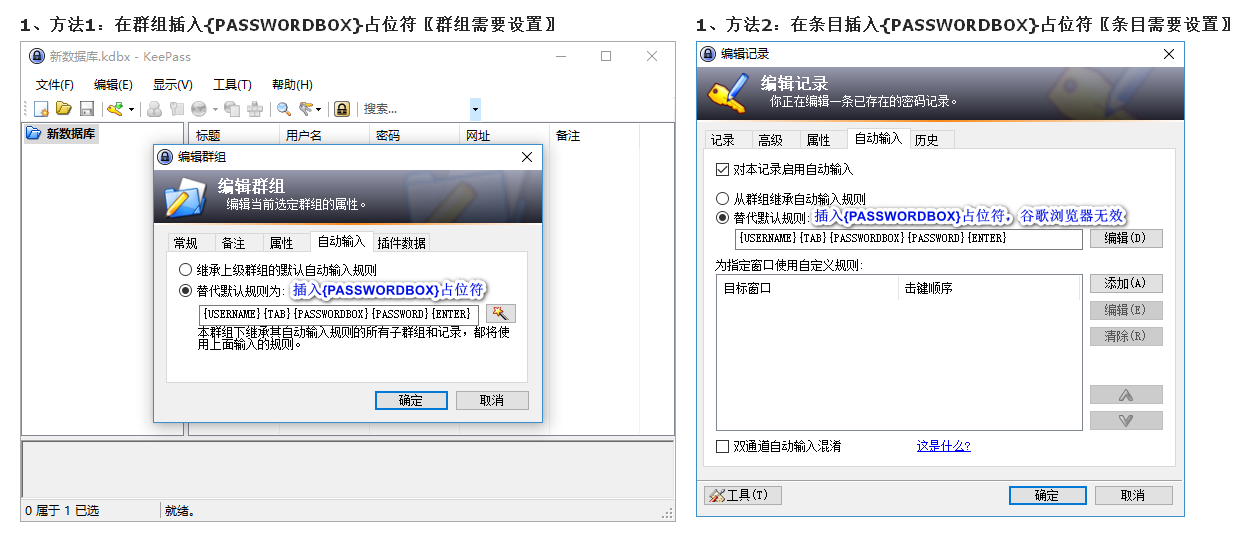 1、方法1：在群组插入{PASSWORDBOX}占位符〖群组需要设置〗
新数据库.kdbx - KeePass
文件(F) 编辑(E) 显示(V) 工具(T) 帮助(H)
搜索...
新数据库
标题 用户名 密码 网址 备注
编辑群组
编辑群组
编辑当前选定群组的属性。
常规 备注 属性 自动输入 插件数据
继承上级群组的默认自动输入规则
替代默认规则为: 插入{PASSWORDBOX}占位符
{USERNAME}{TAB}{PASSWORDBOX}{PASSWORD}{ENTER}
本群组下继承其自动输入规则的所有子群组和记录，都将使
用上面输入的规则。
确定 取消
0 属于 1 已选 就绪。
1、方法2：在条目插入{PASSWORDBOX}占位符〖条目需要设置〗
编辑记录
编辑记录
你正在编辑一条已存在的密码记录。
记录 高级 属性 自动输入 历史
对本记录启用自动输入
从群组继承自动输入规则
替代默认规则: 插入{PASSWORDBOX}占位符，谷歌浏览器无效
{USERNAME}{TAB}{PASSWORDBOX}{PASSWORD}{ENTER} 编辑(D)
为指定窗口使用自定义规则:
目标窗口 击键顺序
添加(A)
编辑(E)
清除(R)
双通道自动输入混淆 这是什么?
工具(T) 确定 取消